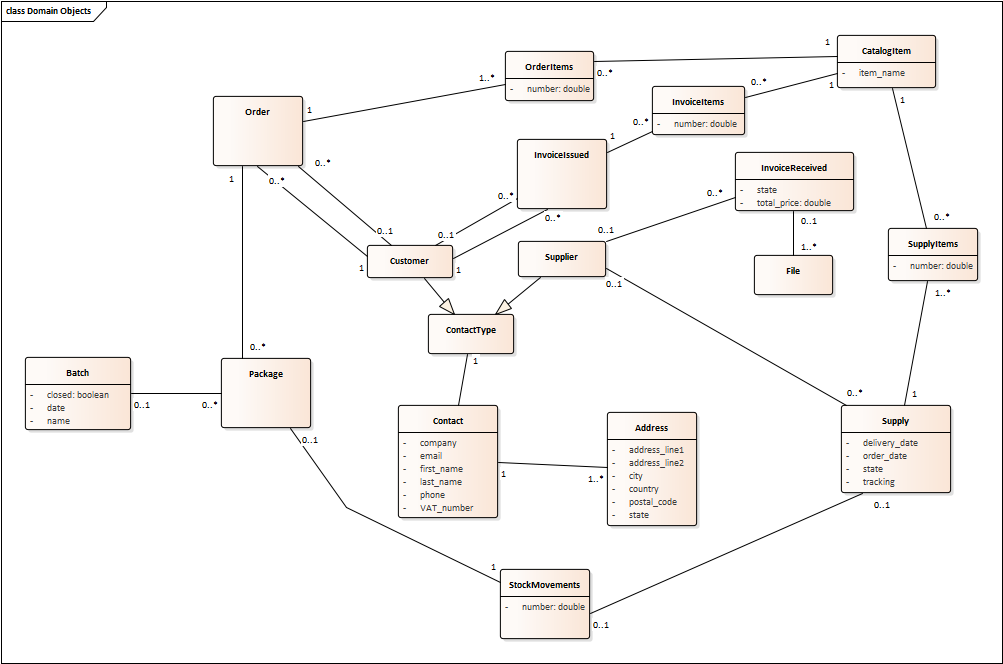 class Domain Objects
CatalogItem
- item_name
OrderItems
- number: double
InvoiceItems
- number: double
Order
InvoiceIssued
InvoiceReceived
- state
- total_price: double
Customer
Supplier
File
SupplyItems
- number: double
ContactType
Batch
- closed: boolean
- date
- name
Package
Contact
- company
- email
- first_name
- last_name
- phone
- VAT_number
Address
- address_line1
- address_line2
- city
- country
- postal_code
- state
Supply
- delivery_date
- order_date
- state
- tracking
StockMovements
- number: double
1
0..*
1..*
1
0..*
1
0..*
1
1
0..*
0..*
0..1
0..*
1
0..*
0..1
0..*
1
0..*
0..1
0..1
1..*
1
0..*
1..*
1
0..1
0..*
1
0..*
0..1
0..*
1
1
1..*
0..1
1
0..1
0..1